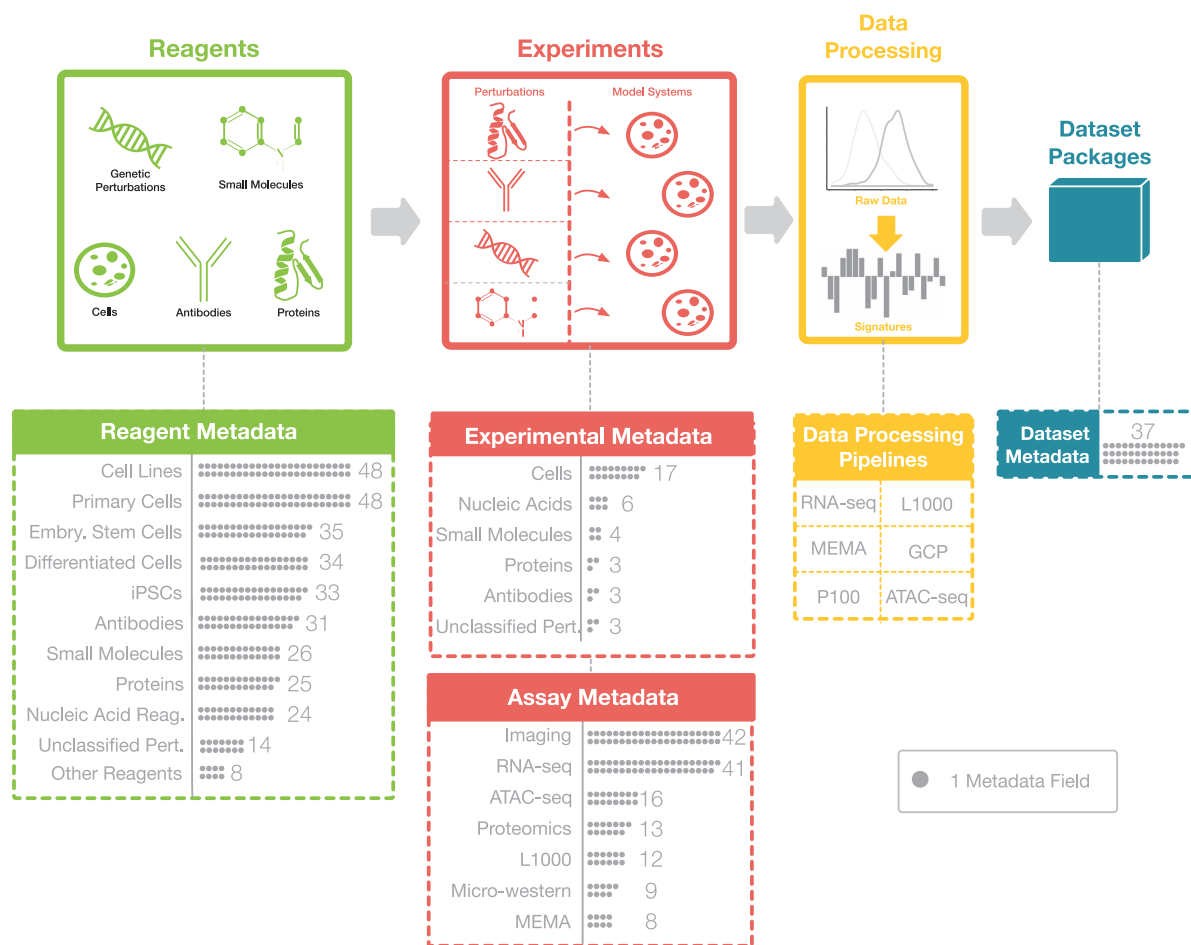 Reagents
Genetic
Perturbations
Small Molecules
Cells
Antibodies
Proteins
Experiments
Perturbations
Model Systems
Data
Processing
Raw Data
Signatures
Dataset
Packages
Reagent Metadata
Cell Lines 48
Primary Cells 48
Embry. Stem Cells 35
Differentiated Cells 34
iPSCs 33
Antibodies 31
Small Molecules 26
Proteins 25
Nucleic Acid Reag. 24
Unclassified Pert. 14
Other Reagents 8
Experimental Metadata
Cells 17
Nucleic Acids 6
Small Molecules 4
Proteins 3
Antibodies 3
Unclassified Pert. 3
Assay Metadata
Imaging 42
RNA-seq 41
ATAC-seq 16
Proteomics 13
L1000 12
Micro-western 9
MEMA 8
Data Processing
Pipelines
RNA-seq L1000
MEMA GCP
P100 ATAC-seq
Dataset
Metadata
37
1 Metadata Field